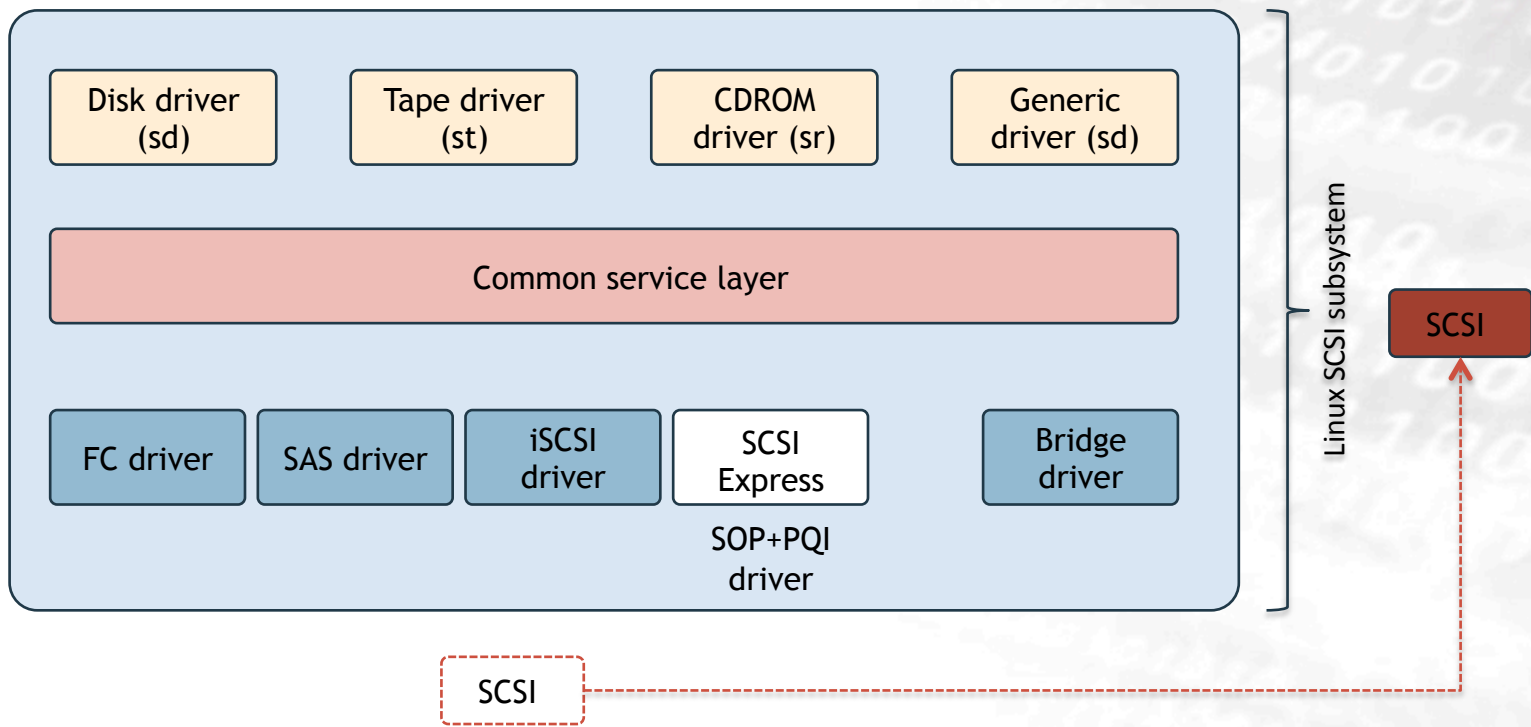 Disk driver
(sd)
Tape driver
(st)
CDROM
driver (sr)
Generic
driver (sd)
Common service layer
FC driver
SAS driver
iSCSI
driver
SCSI
Express
Bridge
driver
SOP+PQI
driver
Linux SCSI subsystem
SCSI
SCSI